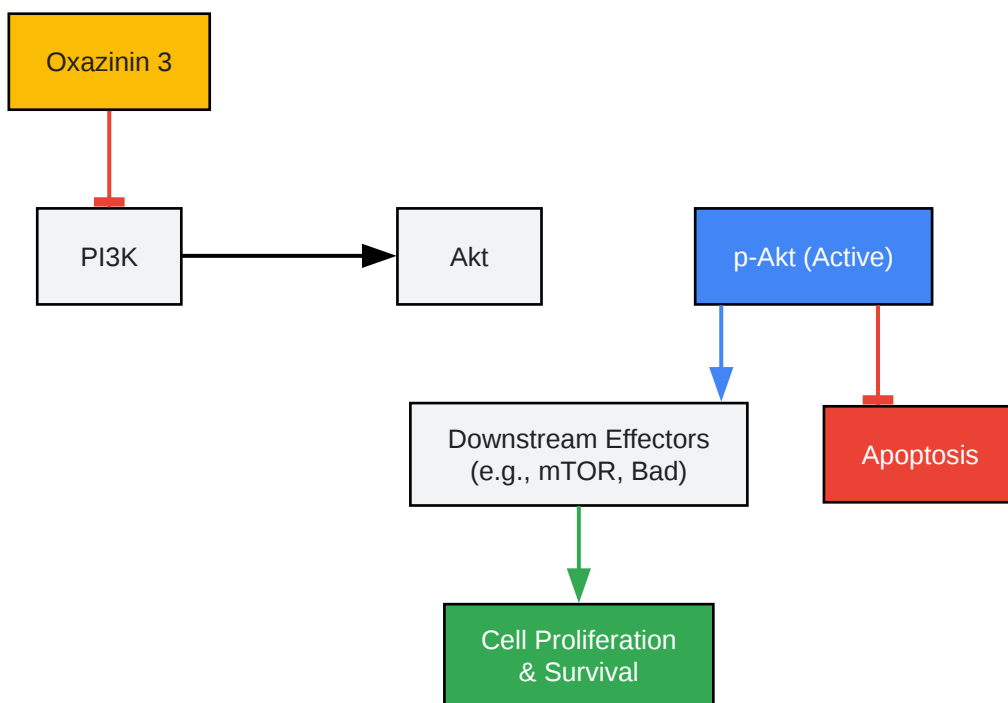 Oxazinin 3
PI3K
Akt
p-Akt (Active)
Downstream Effectors
(e.g., mTOR, Bad)
Apoptosis
Cell Proliferation
& Survival